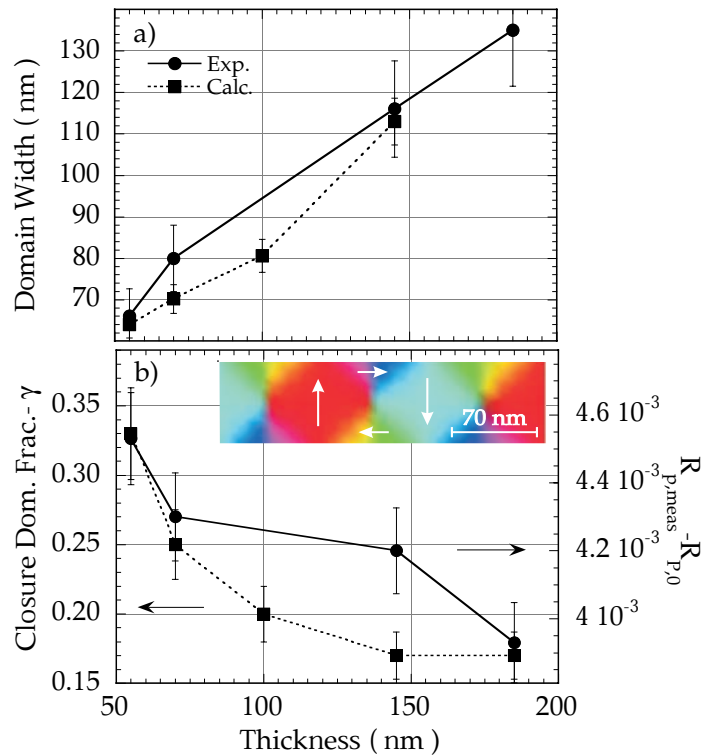 a)
Exp.
Calc.
130
120
110
100
90
80
70
Domain Width ( nm )
b)
70 nm
0.35
0.30
0.25
0.20
0.15
Closure Dom. Frac.- γ
4.6 10-3
4.4 10-3
4.2 10-3
4 10-3
R p,meas -R P,0
50
100
150
200
Thickness ( nm )